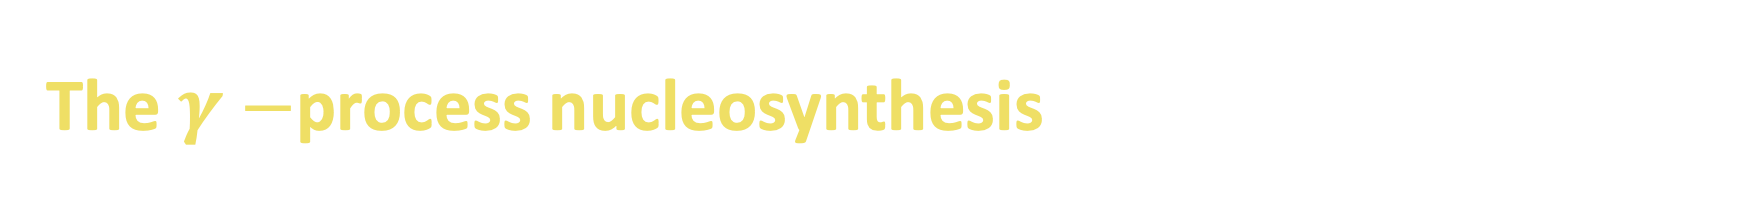 The γ −process nucleosynthesis